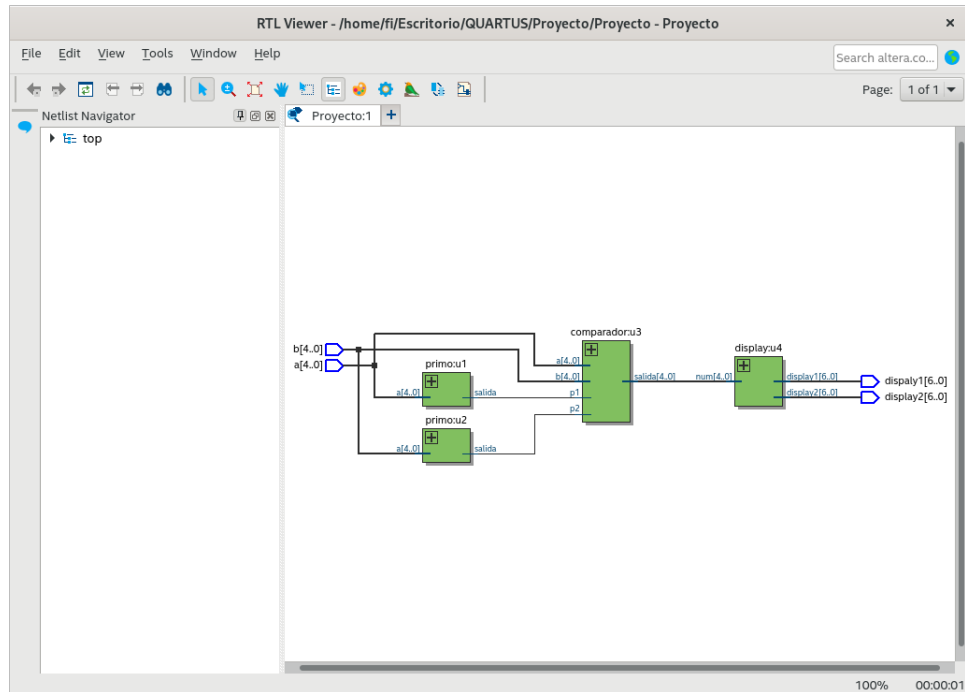 RTL Viewer - /home/fi/Escritorio/QUARTUS/Proyecto/Proyecto - Proyecto
File Edit View Tools Window Help
Search altera.co...
Page: 1 of 1
Netlist Navigator
Proyecto:1
top
comparador:u3
b[4..0]
a[4..0]
primo:u1
a[4..0] salida
primo:u2
a[4..0] salida
a[4..0]
b[4..0] salida[4..0]
p1
p2
display:u4
num[4..0] display1[6..0]
display2[6..0]
dispaly1[6..0]
display2[6..0]
100% 00:00:01